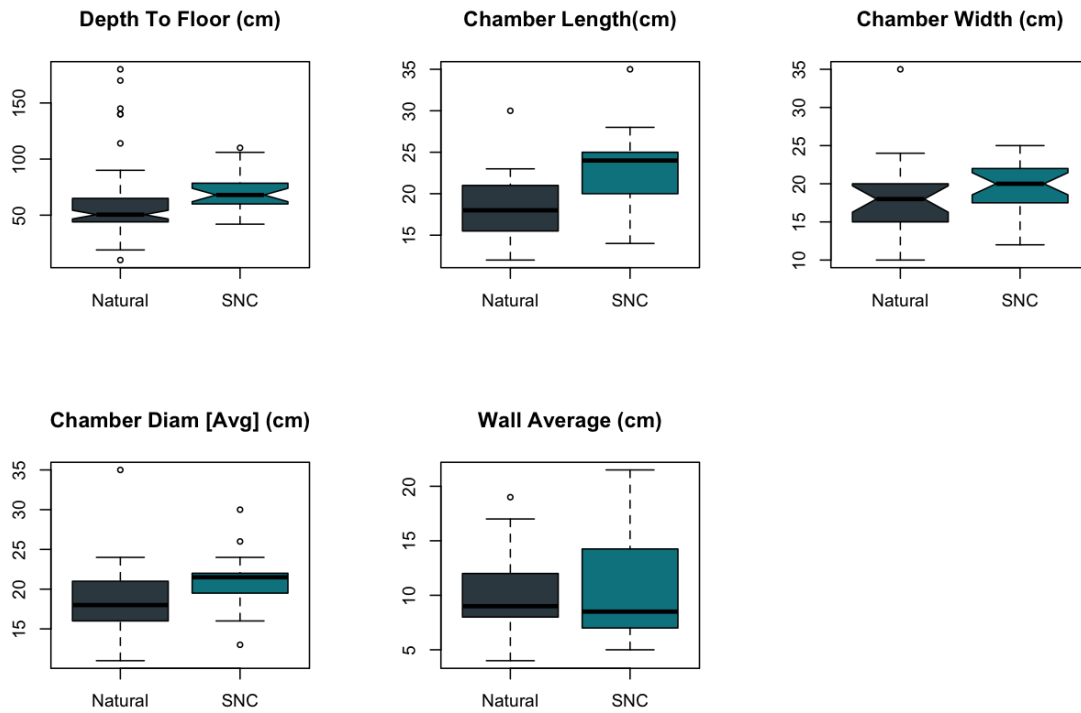 Depth To Floor (cm)
50
100
150
Natural
SNC
Chamber Length(cm)
15
20
25
30
35
Natural
SNC
Chamber Width (cm)
10
15
20
25
30
35
Natural
SNC
Chamber Diam [Avg] (cm)
15
20
25
30
35
Natural
SNC
Wall Average (cm)
5
10
15
20
Natural
SNC